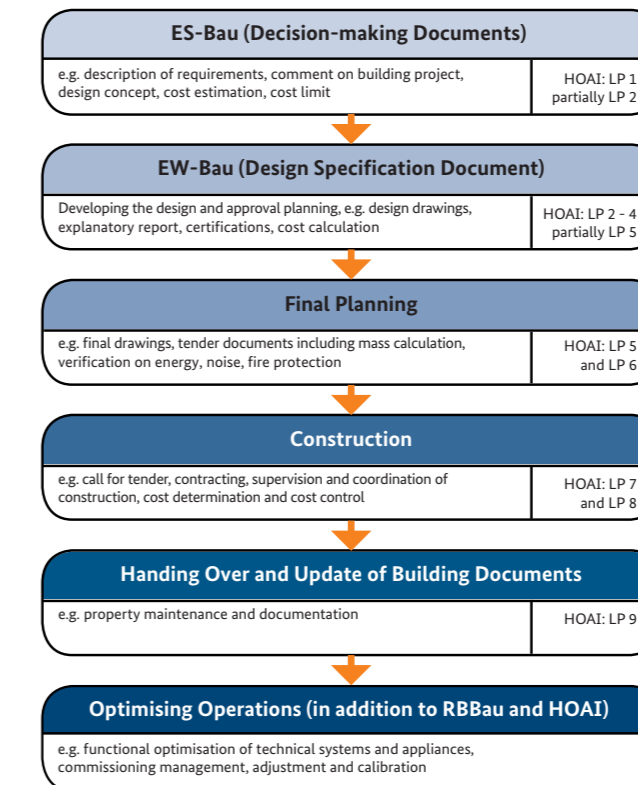 ES-Bau (Decision-making Documents)
e.g. description of requirements, comment on building project,
design concept, cost estimation, cost limit
HOAI: LP 1
partially LP 2
EW-Bau (Design Specification Document)
Developing the design and approval planning, e.g. design drawings,
explanatory report, certifications, cost calculation
HOAI: LP 2 - 4
partially LP 5
Final Planning
e.g. final drawings, tender documents including mass calculation,
verification on energy, noise, fire protection
HOAI: LP 5
and LP 6
Construction
e.g. call for tender, contracting, supervision and coordination of
construction, cost determination and cost control
HOAI: LP 7
and LP 8
Handing Over and Update of Building Documents
e.g. property maintenance and documentation
HOAI: LP 9
Optimising Operations (in addition to RBBau and HOAI)
e.g. functional optimisation of technical systems and appliances,
commissioning management, adjustment and calibration